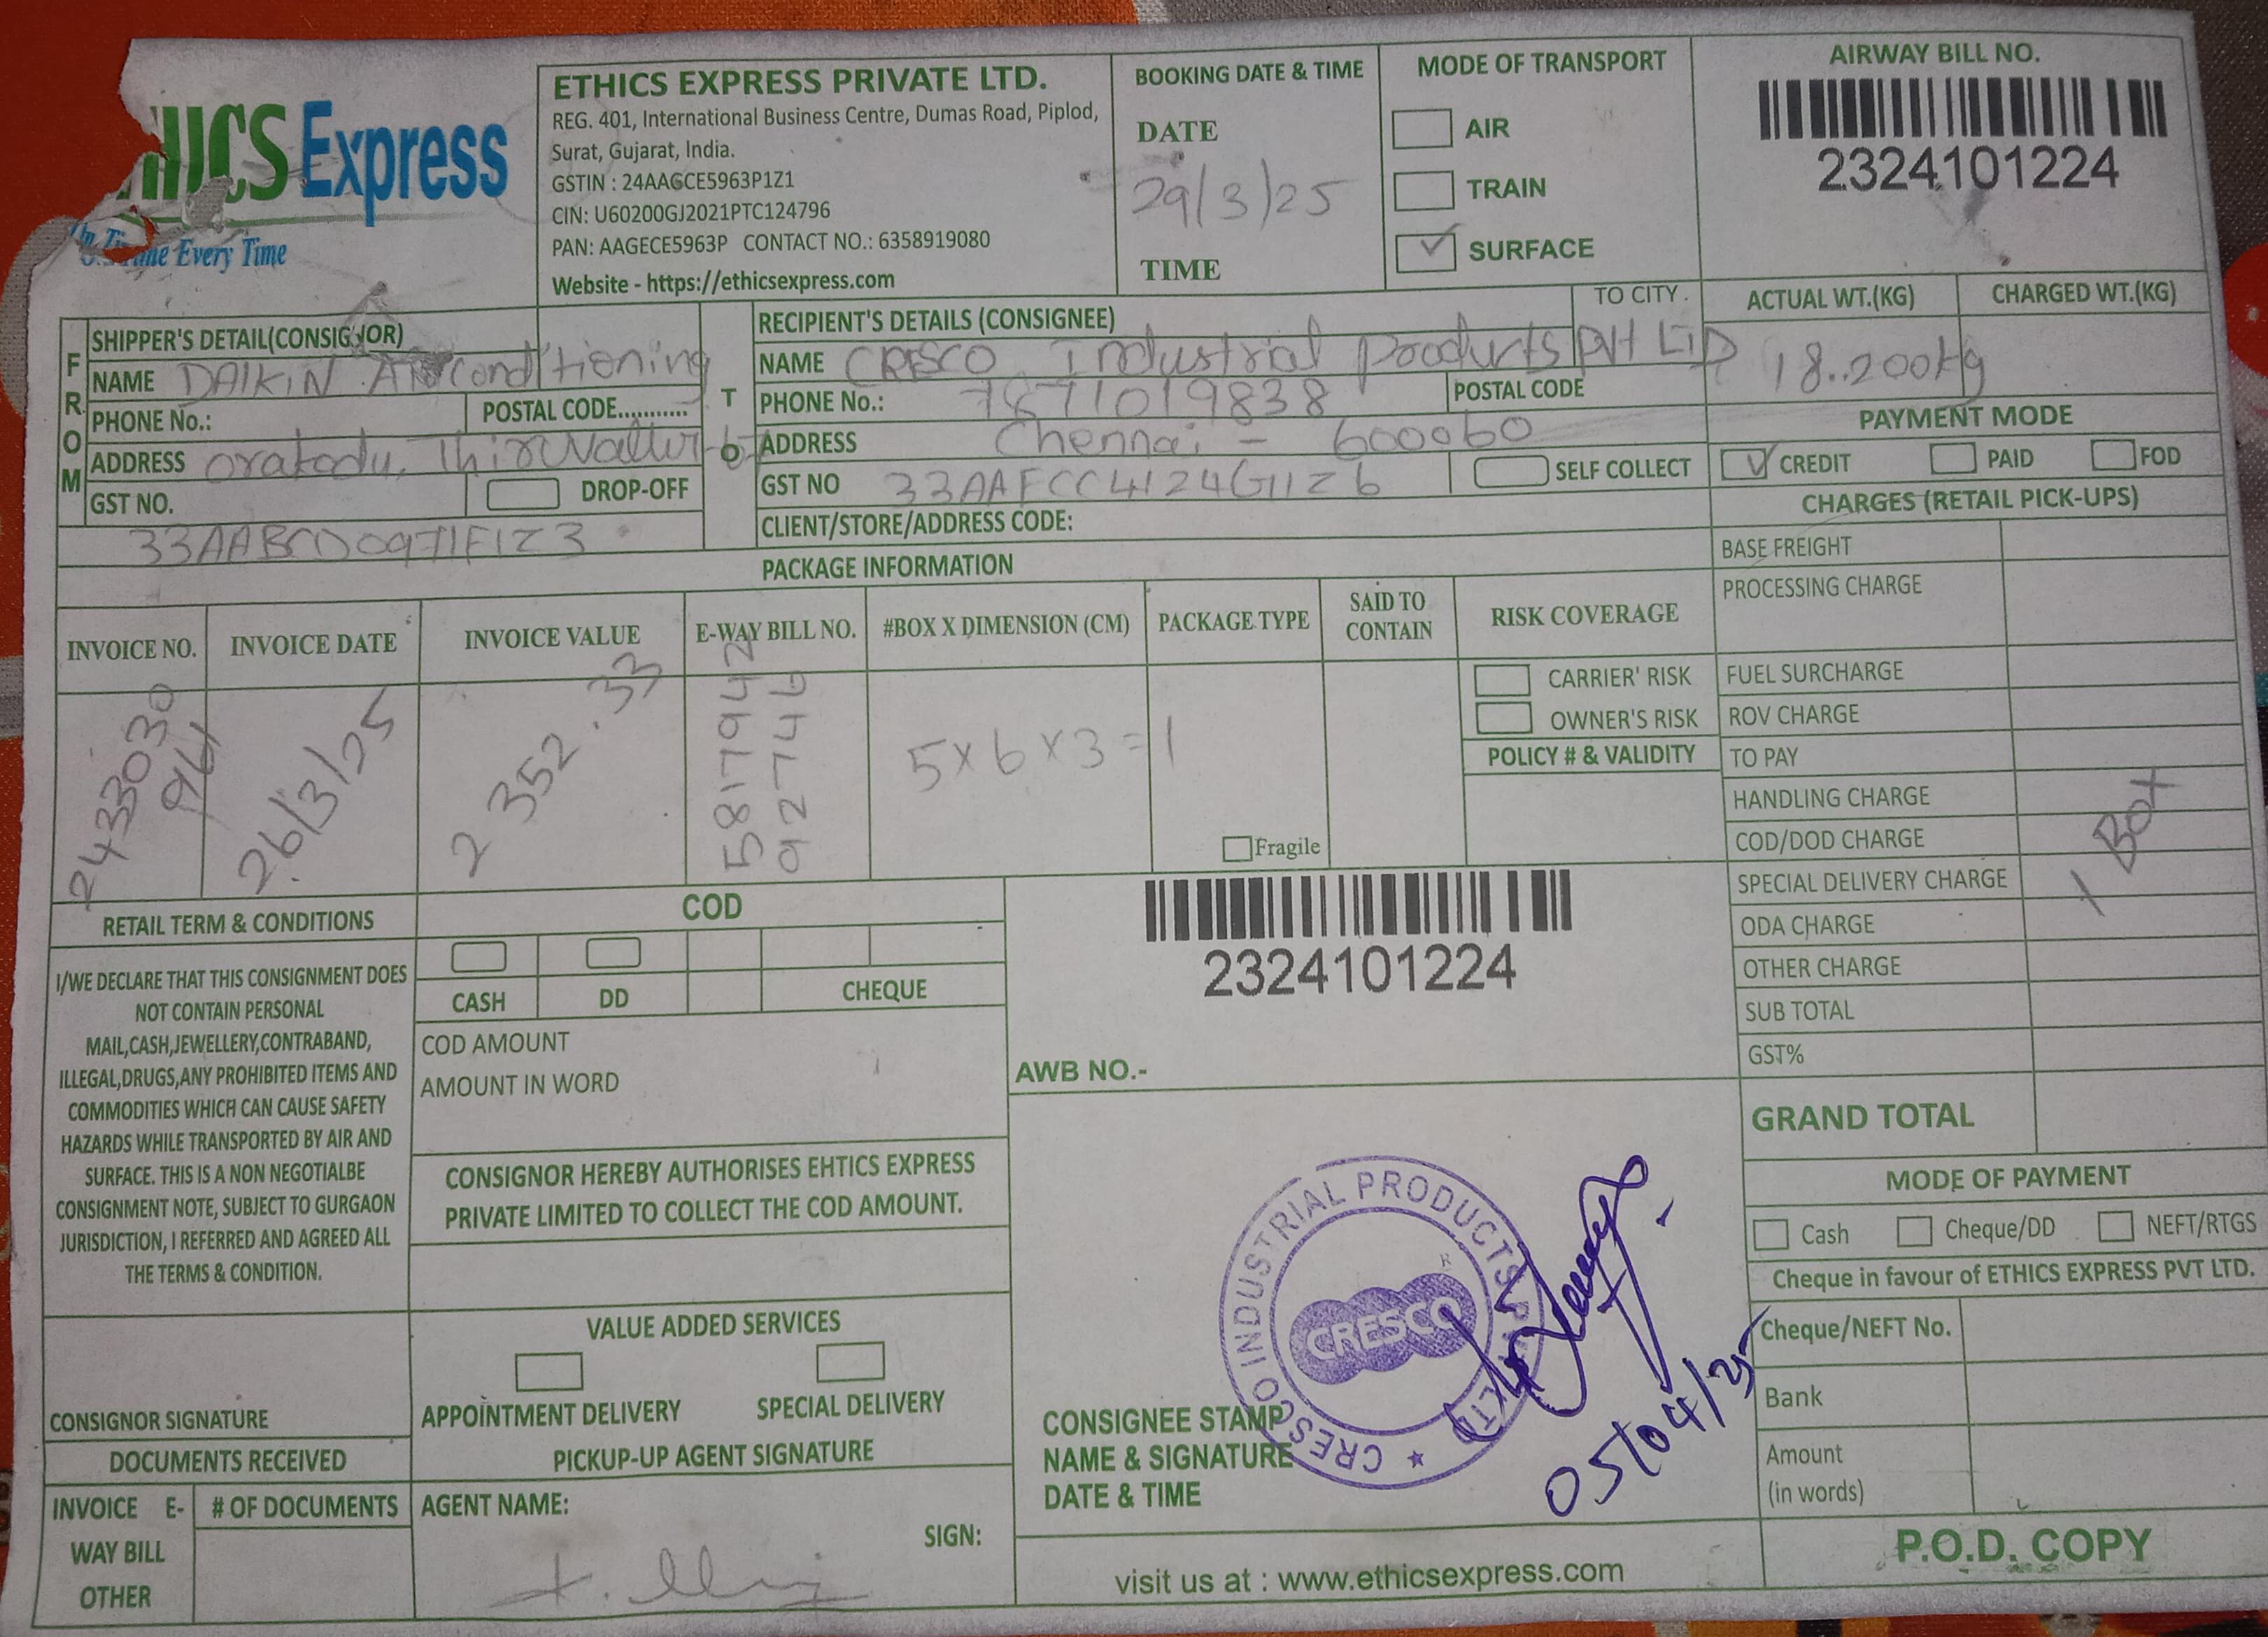 Express
Time Every Time
ETHICS EXPRESS PRIVATE LTD.
REG. 401, International Business Centre, Dumas Road, Piplod,
Surat, Gujarat, India.
GSTIN : 24AAGCE5963P1Z1
CIN: U60200GJ2021PTC124796
PAN: AAGECE5963P CONTACT NO.: 6358919080
Website - https://ethicsexpress.com
BOOKING DATE & TIME
DATE
29/3/25
TIME
MODE OF TRANSPORT
AIR
TRAIN
SURFACE
AIRWAY BILL NO.
2324101224
ACTUAL WT.(KG) CHARGED WT.(KG)
18..200kg
FROM
SHIPPER'S DETAIL(CONSIGNOR)
NAME DAIKIN Airconditioning
PHONE No.: POSTAL CODE...........
ADDRESS orakadu, Thiruvallur
GST NO. DROP-OFF
33AABCD0971F1Z3
TO
RECIPIENT'S DETAILS (CONSIGNEE) TO CITY.
NAME CRESCO Industrial Products Pvt LTD
PHONE No.: 7871019838 POSTAL CODE
ADDRESS Chennai - 600060
GST NO 33AAFCC4124G1Z6 SELF COLLECT
CLIENT/STORE/ADDRESS CODE:
PAYMENT MODE
CREDIT PAID FOD
CHARGES (RETAIL PICK-UPS)
BASE FREIGHT
PROCESSING CHARGE
FUEL SURCHARGE
ROV CHARGE
TO PAY
HANDLING CHARGE
COD/DOD CHARGE
SPECIAL DELIVERY CHARGE
ODA CHARGE
OTHER CHARGE
SUB TOTAL
GST%
GRAND TOTAL
1 Box
PACKAGE INFORMATION
INVOICE NO. INVOICE DATE INVOICE VALUE E-WAY BILL NO. #BOX X DIMENSION (CM) PACKAGE TYPE SAID TO CONTAIN RISK COVERAGE
2433030
961
26/3/25
2352.33
5817942
92746
5x6x3=1
Fragile
CARRIER' RISK
OWNER'S RISK
POLICY # & VALIDITY
RETAIL TERM & CONDITIONS
I/WE DECLARE THAT THIS CONSIGNMENT DOES
NOT CONTAIN PERSONAL
MAIL,CASH,JEWELLERY,CONTRABAND,
ILLEGAL,DRUGS,ANY PROHIBITED ITEMS AND
COMMODITIES WHICH CAN CAUSE SAFETY
HAZARDS WHILE TRANSPORTED BY AIR AND
SURFACE. THIS IS A NON NEGOTIALBE
CONSIGNMENT NOTE, SUBJECT TO GURGAON
JURISDICTION, I REFERRED AND AGREED ALL
THE TERMS & CONDITION.
CONSIGNOR SIGNATURE
DOCUMENTS RECEIVED
INVOICE E-
WAY BILL
OTHER
# OF DOCUMENTS
COD
CASH DD CHEQUE
COD AMOUNT
AMOUNT IN WORD
CONSIGNOR HEREBY AUTHORISES EHTICS EXPRESS
PRIVATE LIMITED TO COLLECT THE COD AMOUNT.
VALUE ADDED SERVICES
APPOINTMENT DELIVERY SPECIAL DELIVERY
PICKUP-UP AGENT SIGNATURE
AGENT NAME:
SIGN:
2324101224
AWB NO.-
CRESCO INDUSTRIAL PRODUCTS PVT LTD
CRESCO
CONSIGNEE STAMP
NAME & SIGNATURE
DATE & TIME
05/04/25
visit us at : www.ethicsexpress.com
MODE OF PAYMENT
Cash Cheque/DD NEFT/RTGS
Cheque in favour of ETHICS EXPRESS PVT LTD.
Cheque/NEFT No.
Bank
Amount
(in words)
P.O.D. COPY